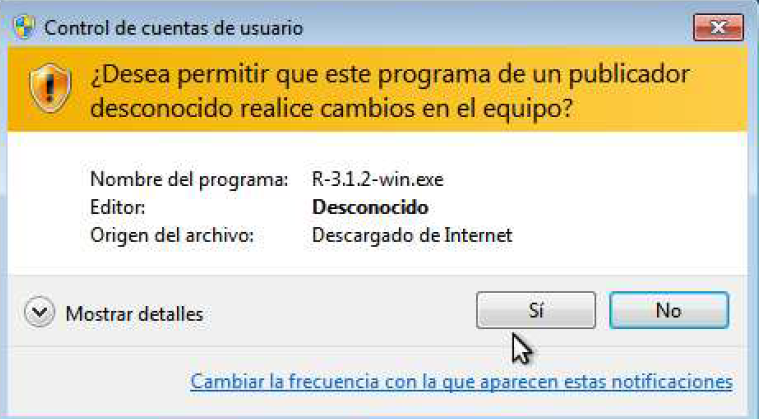 Control de cuentas de usuario
¿Desea permitir que este programa de un publicador
desconocido realice cambios en el equipo?
Nombre del programa: R-3.1.2-win.exe
Editor: Desconocido
Origen del archivo: Descargado de Internet
Mostrar detalles Sí No
Cambiar la frecuencia con la que aparecen estas notificaciones